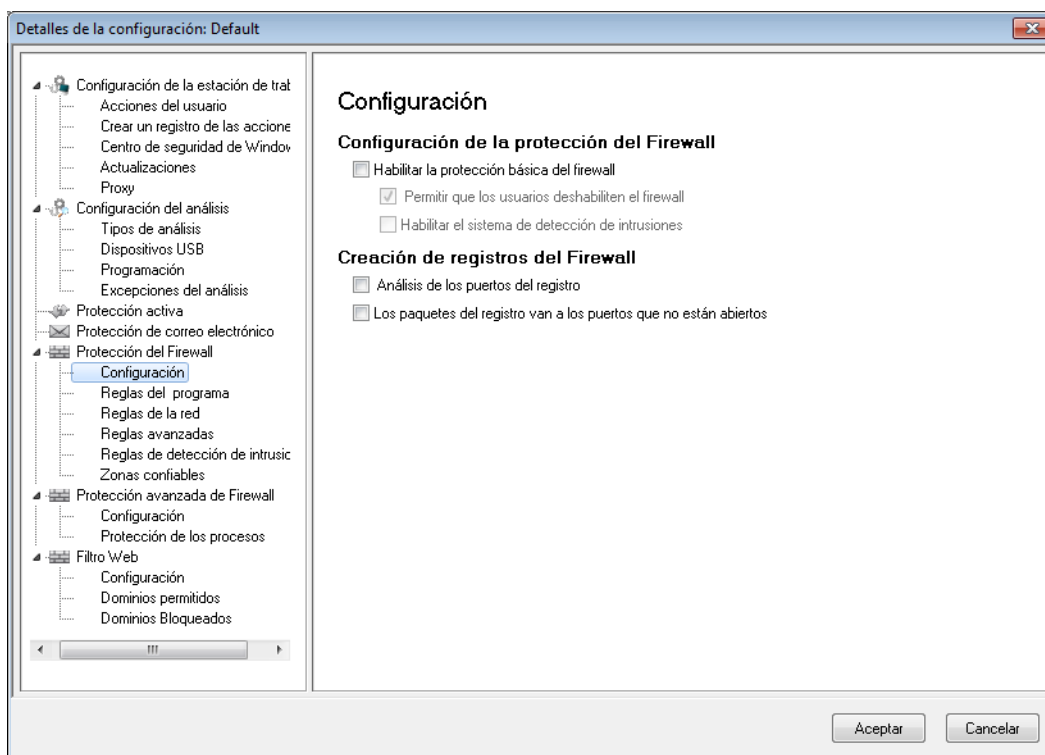 Detalles de la configuración: Default
Configuración de la estación de trat
Acciones del usuario
Crear un registro de las accione
Centro de seguridad de Window
Actualizaciones
Proxy
Configuración del análisis
Tipos de análisis
Dispositivos USB
Programación
Excepciones del análisis
Protección activa
Protección de correo electrónico
Protección del Firewall
Configuración
Reglas del programa
Reglas de la red
Reglas avanzadas
Reglas de detección de intrusic
Zonas confiables
Protección avanzada de Firewall
Configuración
Protección de los procesos
Filtro Web
Configuración
Dominios permitidos
Dominios Bloqueados
Configuración
Configuración de la protección del Firewall
Habilitar la protección básica del firewall
Permitir que los usuarios deshabiliten el firewall
Habilitar el sistema de detección de intrusiones
Creación de registros del Firewall
Análisis de los puertos del registro
Los paquetes del registro van a los puertos que no están abiertos
Aceptar
Cancelar